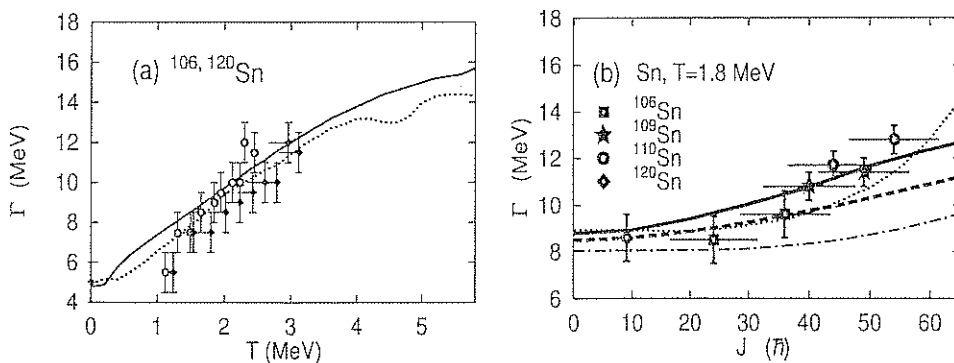 18
16
14
12
10
8
6
4
Γ (MeV)
(a) 106, 120Sn
0 1 2 3 4 5
T (MeV)
18
16
14
12
10
8
6
Γ (MeV)
(b) Sn, T=1.8 MeV
106Sn
109Sn
110Sn
120Sn
0 10 20 30 40 50 60
J (ℏ)